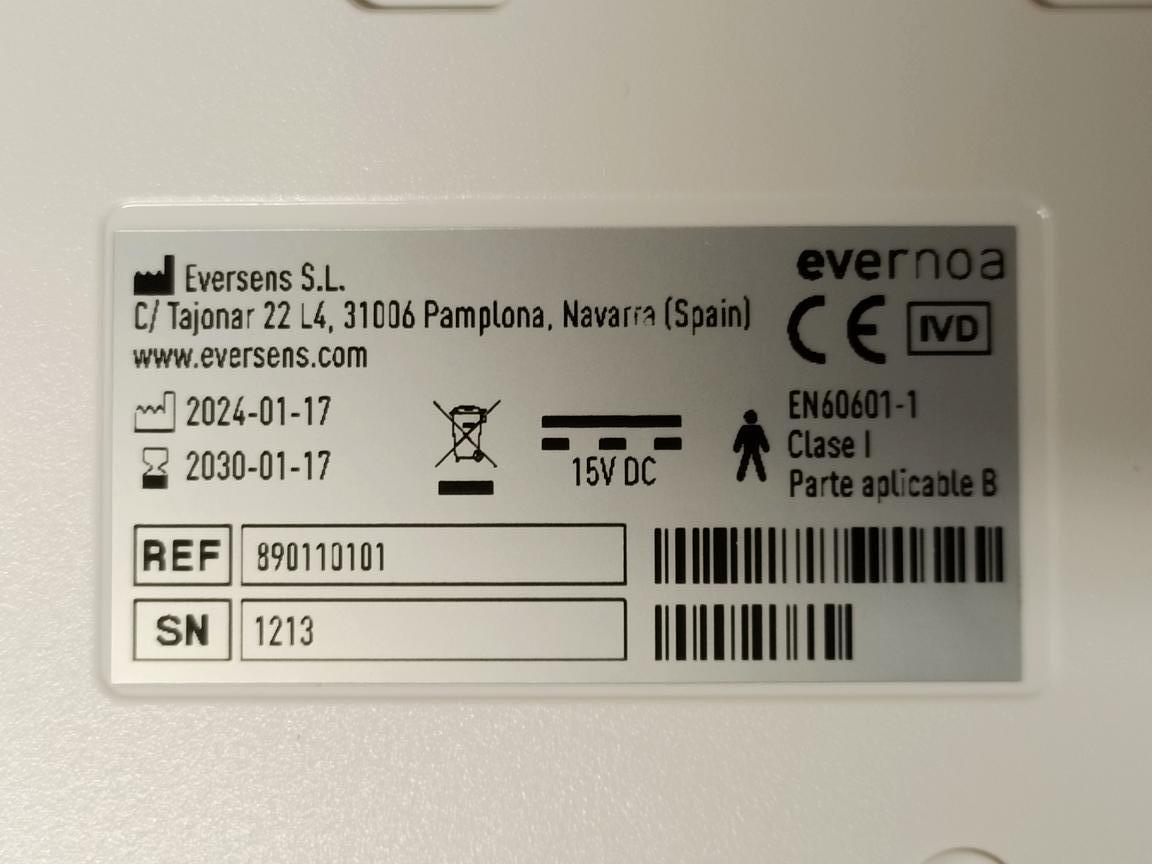 Eversens S.L.
C/ Tajonar 22 L4, 31006 Pamplona, Navarra (Spain)
www.eversens.com
evernoa
CE IVD
2024-01-17
2030-01-17
15V DC
EN60601-1
Clase I
Parte aplicable B
REF 890110101
SN 1213